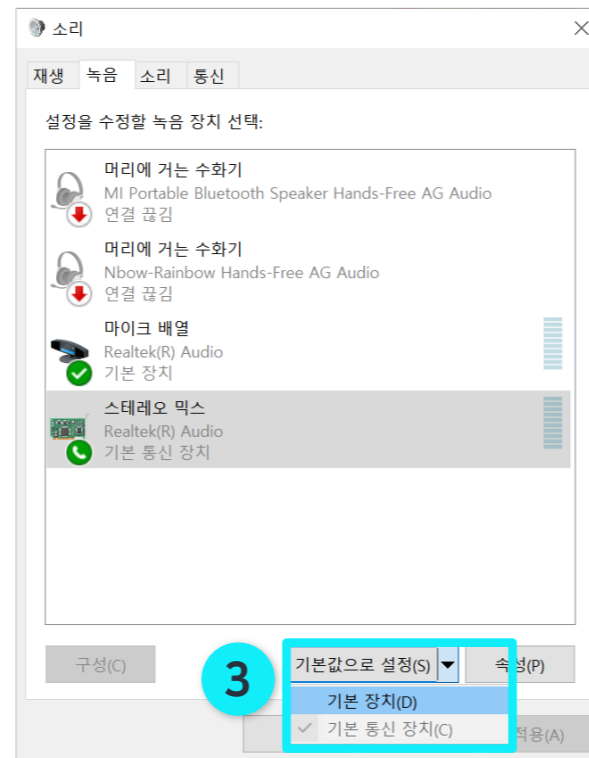 소리
재생 녹음 소리 통신
설정을 수정할 녹음 장치 선택:
머리에 거는 수화기
MI Portable Bluetooth Speaker Hands-Free AG Audio
연결 끊김
머리에 거는 수화기
Nbow-Rainbow Hands-Free AG Audio
연결 끊김
마이크 배열
Realtek(R) Audio
기본 장치
스테레오 믹스
Realtek(R) Audio
기본 통신 장치
구성(C) 3 기본값으로 설정(S) 속성(P)
기본 장치(D)
기본 통신 장치(C) 적용(A)